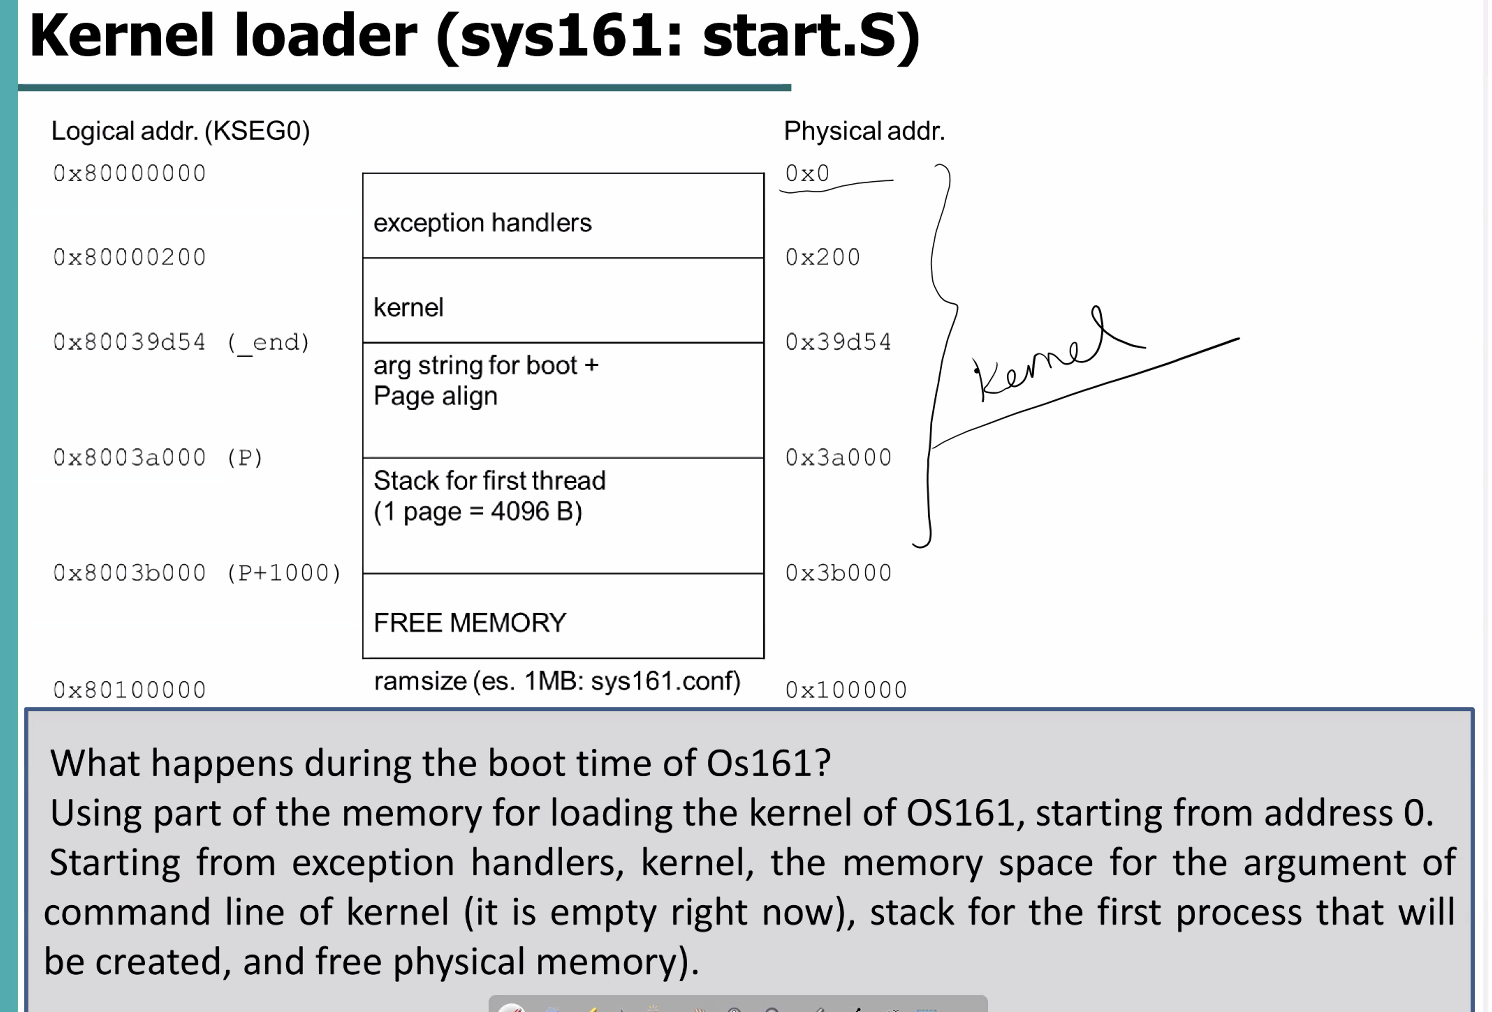 Kernel loader (sys161: start.S)
Logical addr. (KSEG0) Physical addr.
0x80000000 0x0
exception handlers
0x80000200 0x200
kernel
Kernel
0x80039d54 (_end) 0x39d54
arg string for boot +
Page align
0x8003a000 (P) 0x3a000
Stack for first thread
(1 page = 4096 B)
0x8003b000 (P+1000) 0x3b000
FREE MEMORY
0x80100000 ramsize (es. 1MB: sys161.conf) 0x100000
What happens during the boot time of Os161?
Using part of the memory for loading the kernel of OS161, starting from address 0.
Starting from exception handlers, kernel, the memory space for the argument of
command line of kernel (it is empty right now), stack for the first process that will
be created, and free physical memory).